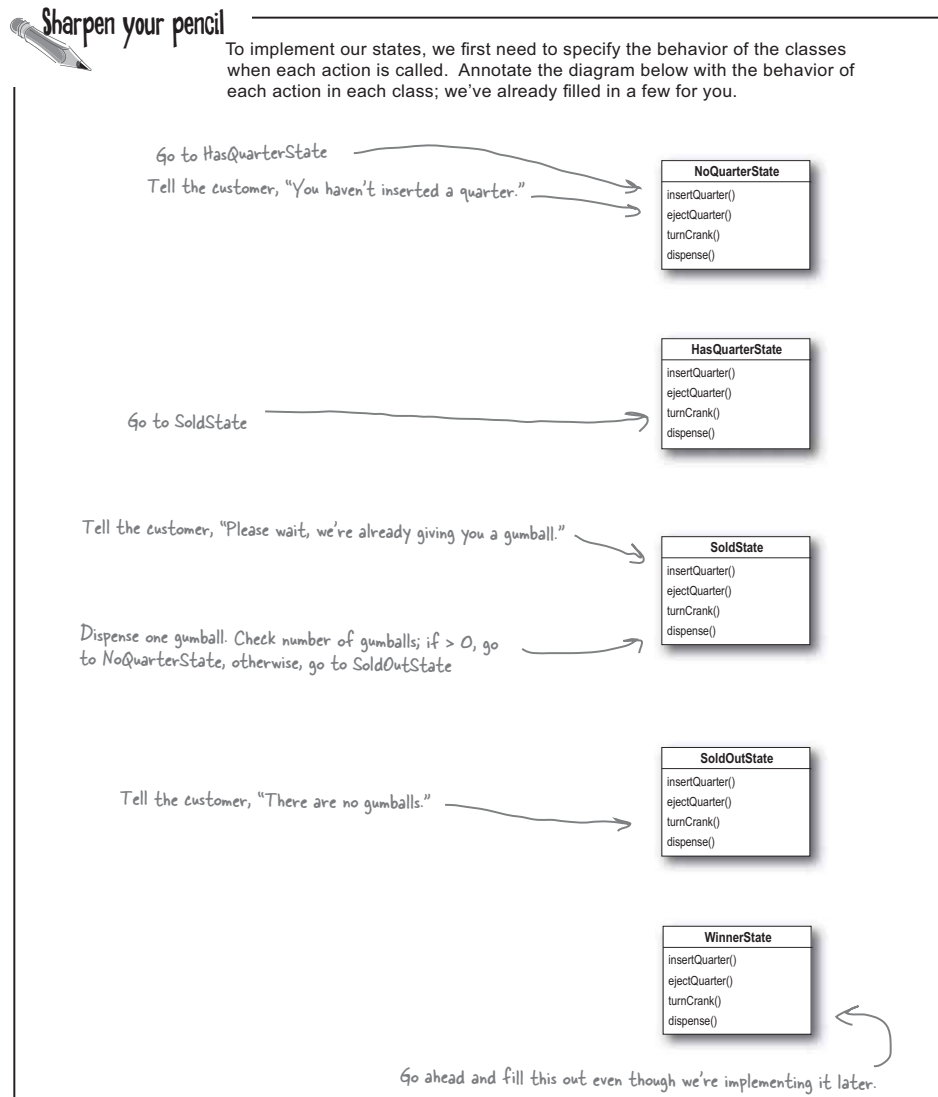 Sharpen your pencil
To implement our states, we first need to specify the behavior of the classes
when each action is called. Annotate the diagram below with the behavior of
each action in each class; we've already filled in a few for you.
Go to HasQuarterState
Tell the customer, "You haven't inserted a quarter."
NoQuarterState
insertQuarter()
ejectQuarter()
turnCrank()
dispense()
HasQuarterState
insertQuarter()
ejectQuarter()
turnCrank()
dispense()
Go to SoldState
Tell the customer, "Please wait, we're already giving you a gumball."
SoldState
insertQuarter()
ejectQuarter()
turnCrank()
dispense()
Dispense one gumball. Check number of gumballs; if > 0, go
to NoQuarterState, otherwise, go to SoldOutState
SoldOutState
insertQuarter()
ejectQuarter()
turnCrank()
dispense()
Tell the customer, "There are no gumballs."
WinnerState
insertQuarter()
ejectQuarter()
turnCrank()
dispense()
Go ahead and fill this out even though we're implementing it later.